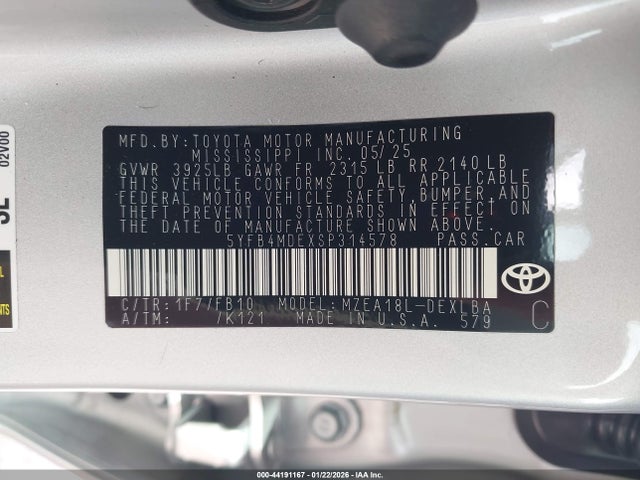 MFD.BY:TOYOTA MOTOR MANUFACTURING
MISSISSIPPI INC. 05/25
GVWR 3925LB GAWR FR 2315 LB RR 2140 LB
THIS VEHICLE CONFORMS TO ALL APPLICABLE
FEDERAL MOTOR VEHICLE SAFETY,BUMPER,AND
THEFT PREVENTION STANDARDS IN EFFECT ON
THE DATE OF MANUFACTURE SHOWN ABOVE.
5YFB4MDEXSP314578 PASS.CAR
C/TR:1F7/FB10 MODEL:MZEA18L-DEXLBA
A/TM: /K121 MADE IN U.S.A. 579
C
02V00
000-44191167 - 01/22/2026 - IAA Inc.